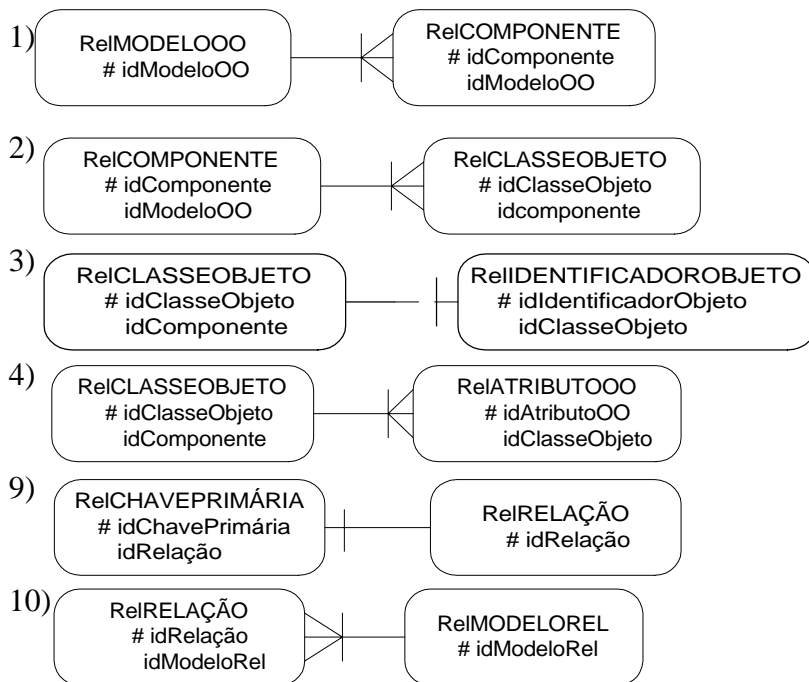 1)
RelMODELOOO
# idModeloOO
RelCOMPONENTE
# idComponente
idModeloOO
2)
RelCOMPONENTE
# idComponente
idModeloOO
RelCLASSEOBJETO
# idClasseObjeto
idcomponente
3)
RelCLASSEOBJETO
# idClasseObjeto
idComponente
RelIDENTIFICADOROBJETO
# idIdentificadorObjeto
idClasseObjeto
4)
RelCLASSEOBJETO
# idClasseObjeto
idComponente
RelATRIBUTOOO
# idAtributoOO
idClasseObjeto
9)
RelCHAVEPRIMÁRIA
# idChavePrimária
idRelação
RelRELAÇÃO
# idRelação
10)
RelRELAÇÃO
# idRelação
idModeloRel
RelMODELOREL
# idModeloRel